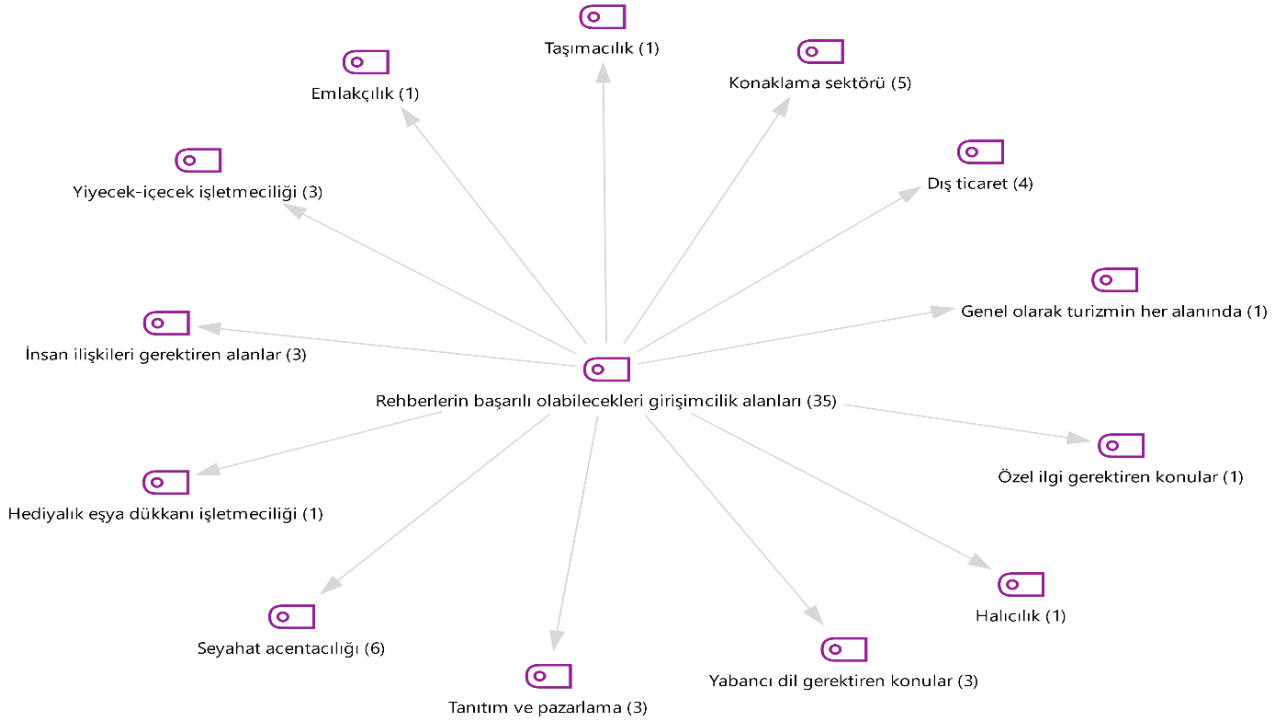 Taşımacılık (1)
Konaklama sektörü (5)
Emlakçılık (1)
Dış ticaret (4)
Yiyecek-içecek işletmeciliği (3)
Genel olarak turizmin her alanında (1)
İnsan ilişkileri gerektiren alanlar (3)
Rehberlerin başarılı olabilecekleri girişimcilik alanları (35)
Özel ilgi gerektiren konular (1)
Hediyalık eşya dükkanı işletmeciliği (1)
Halıcılık (1)
Seyahat acentacılığı (6)
Yabancı dil gerektiren konular (3)
Tanıtım ve pazarlama (3)